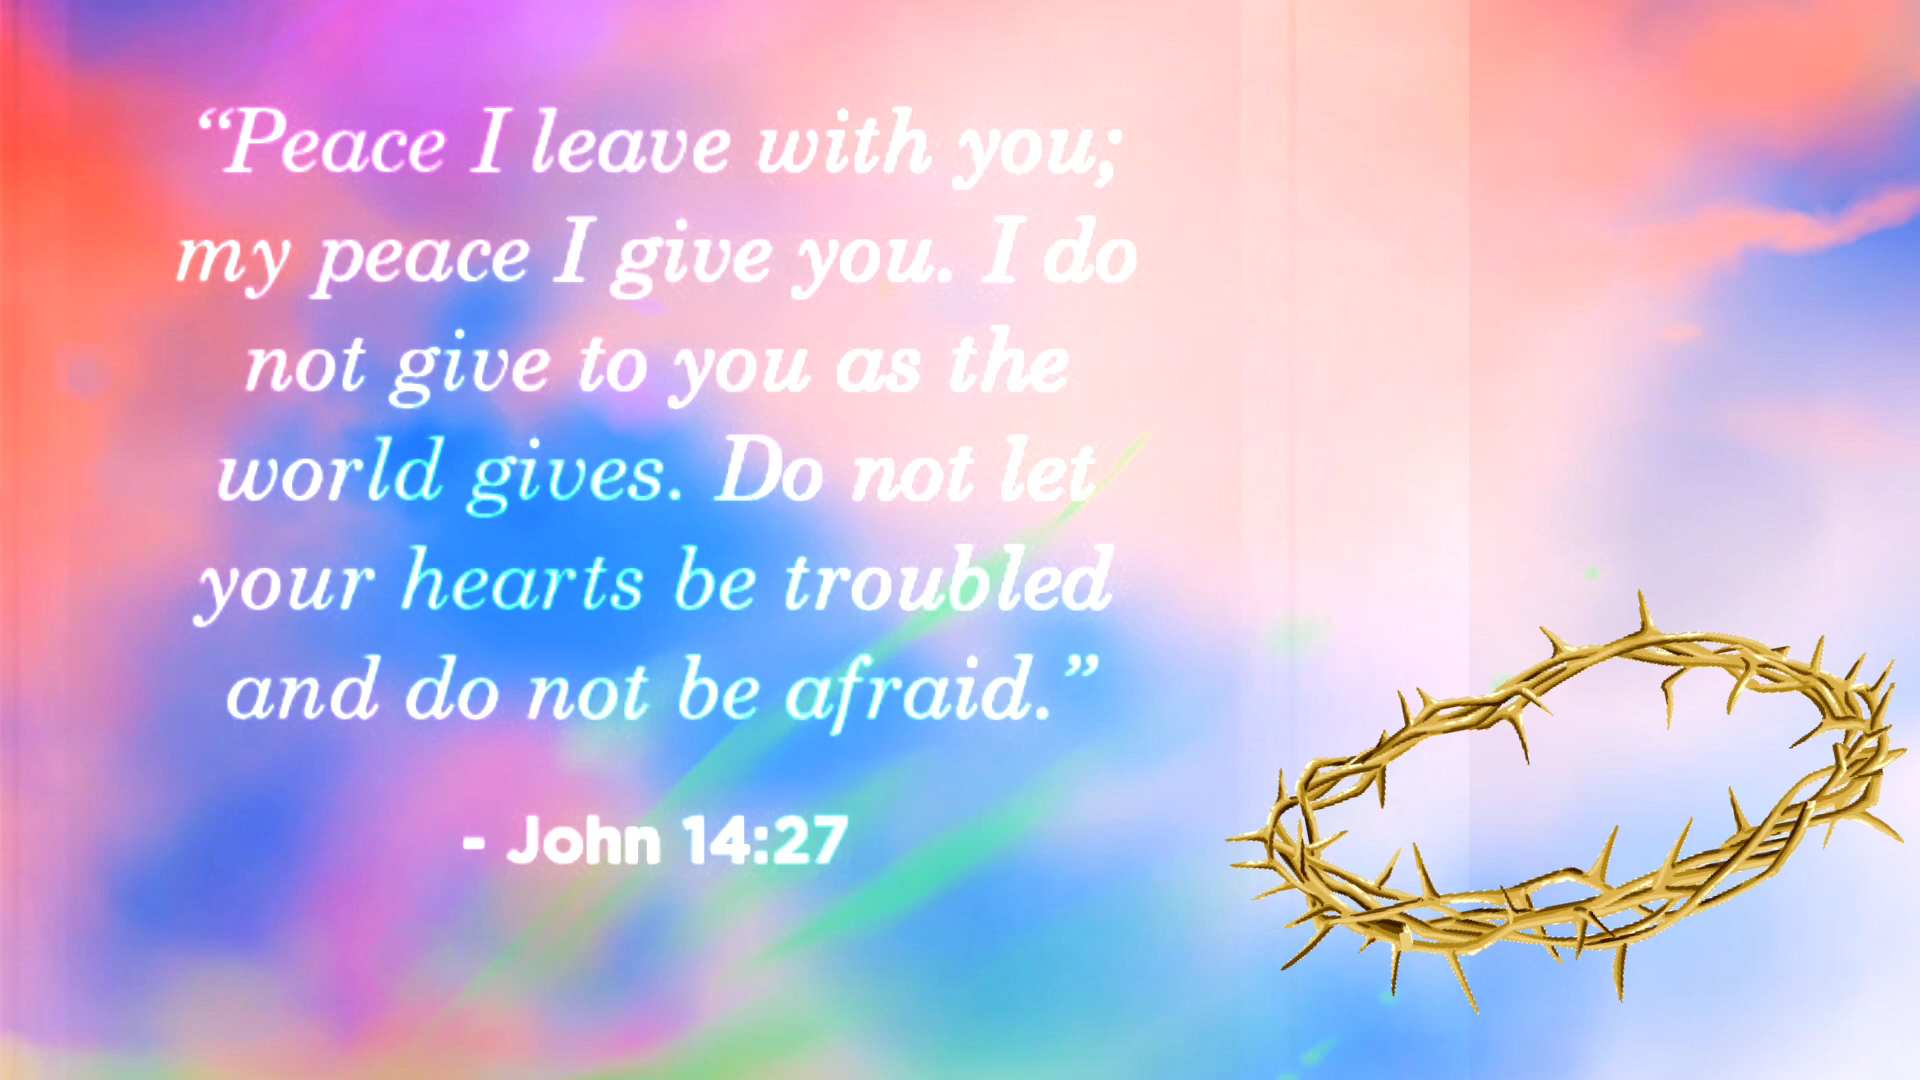 “Peace I leave with you;
my peace I give you. I do
not give to you as the
world gives. Do not let
your hearts be troubled
and do not be afraid.”
- John 14:27